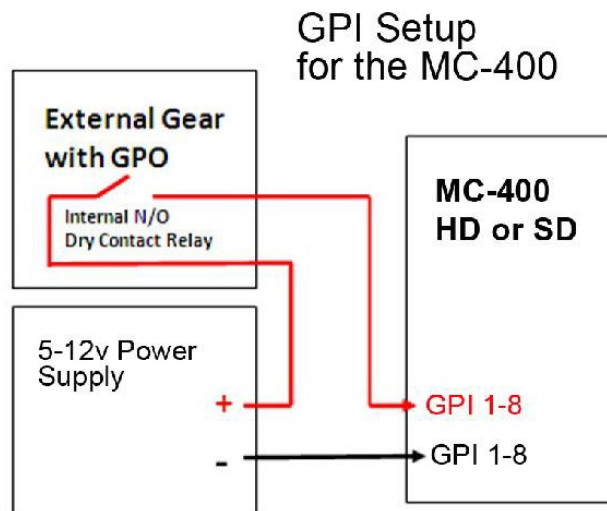 GPI Setup
for the MC-400
External Gear
with GPO
Internal N/O
Dry Contact Relay
MC-400
HD or SD
5-12v Power
Supply
+
-
GPI 1-8
GPI 1-8